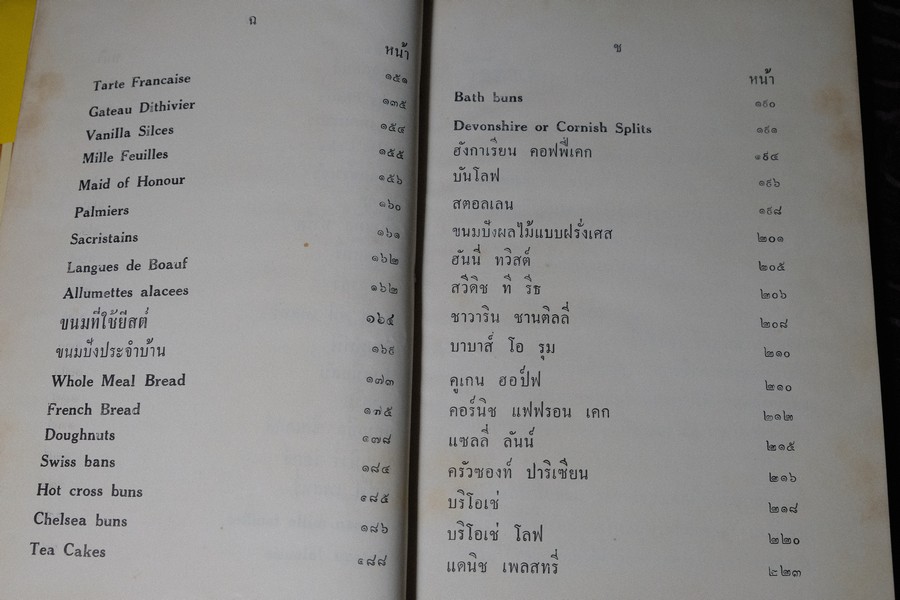 ฉ
หน้า
Tarte Francaise ๑๕๑
Gateau Dithivier ๑๓๕
Vanilla Silces ๑๕๔
Mille Feuilles ๑๕๕
Maid of Honour ๑๕๖
Palmiers ๑๖๐
Sacristains ๑๖๑
Langues de Boauf ๑๖๒
Allumettes alacees ๑๖๒
ขนมที่ใช้ยีสต์ ๑๖๔
ขนมปังประจำบ้าน ๑๖๙
Whole Meal Bread ๑๗๓
French Bread ๑๗๕
Doughnuts ๑๗๘
Swiss bans ๑๘๔
Hot cross buns ๑๘๕
Chelsea buns ๑๘๖
Tea Cakes ๑๘๘
ช
หน้า
Bath buns ๑๙๐
Devonshire or Cornish Splits ๑๙๑
ฮังกาเรียน คอฟฟี่เคก ๑๙๔
บันโลฟ ๑๙๖
สตอลเลน ๑๙๘
ขนมปังผลไม้แบบฝรั่งเศส ๒๐๑
ฮันนี่ ทวิสต์ ๒๐๕
สวีดิช ที รีธ ๒๐๖
ชาวาริน ชานติลลี่ ๒๐๘
บาบาส์ โอ รุม ๒๑๐
คูเกน ฮอป์ฟ ๒๑๐
คอร์นิช แฟฟรอน เคก ๒๑๒
แซลลี่ ลันน์ ๒๑๕
ครัวซองท์ ปาริเซียน ๒๑๖
บริโอเช่ ๒๑๘
บริโอเช่ โลฟ ๒๒๐
แดนิช เพลสทรี่ ๒๒๓